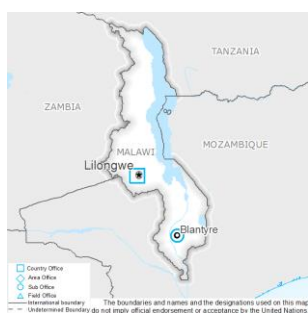 TANZANIA
ZAMBIA
MOZAMBIQUE
MALAWI
Lilongwe
Blantyre
Country Office
Area Office
Sub Office
Field Office
International boundary
Undetermined Boundary
The boundaries and names and the designations used on this map
do not imply official endorsement or acceptance by the United Nations